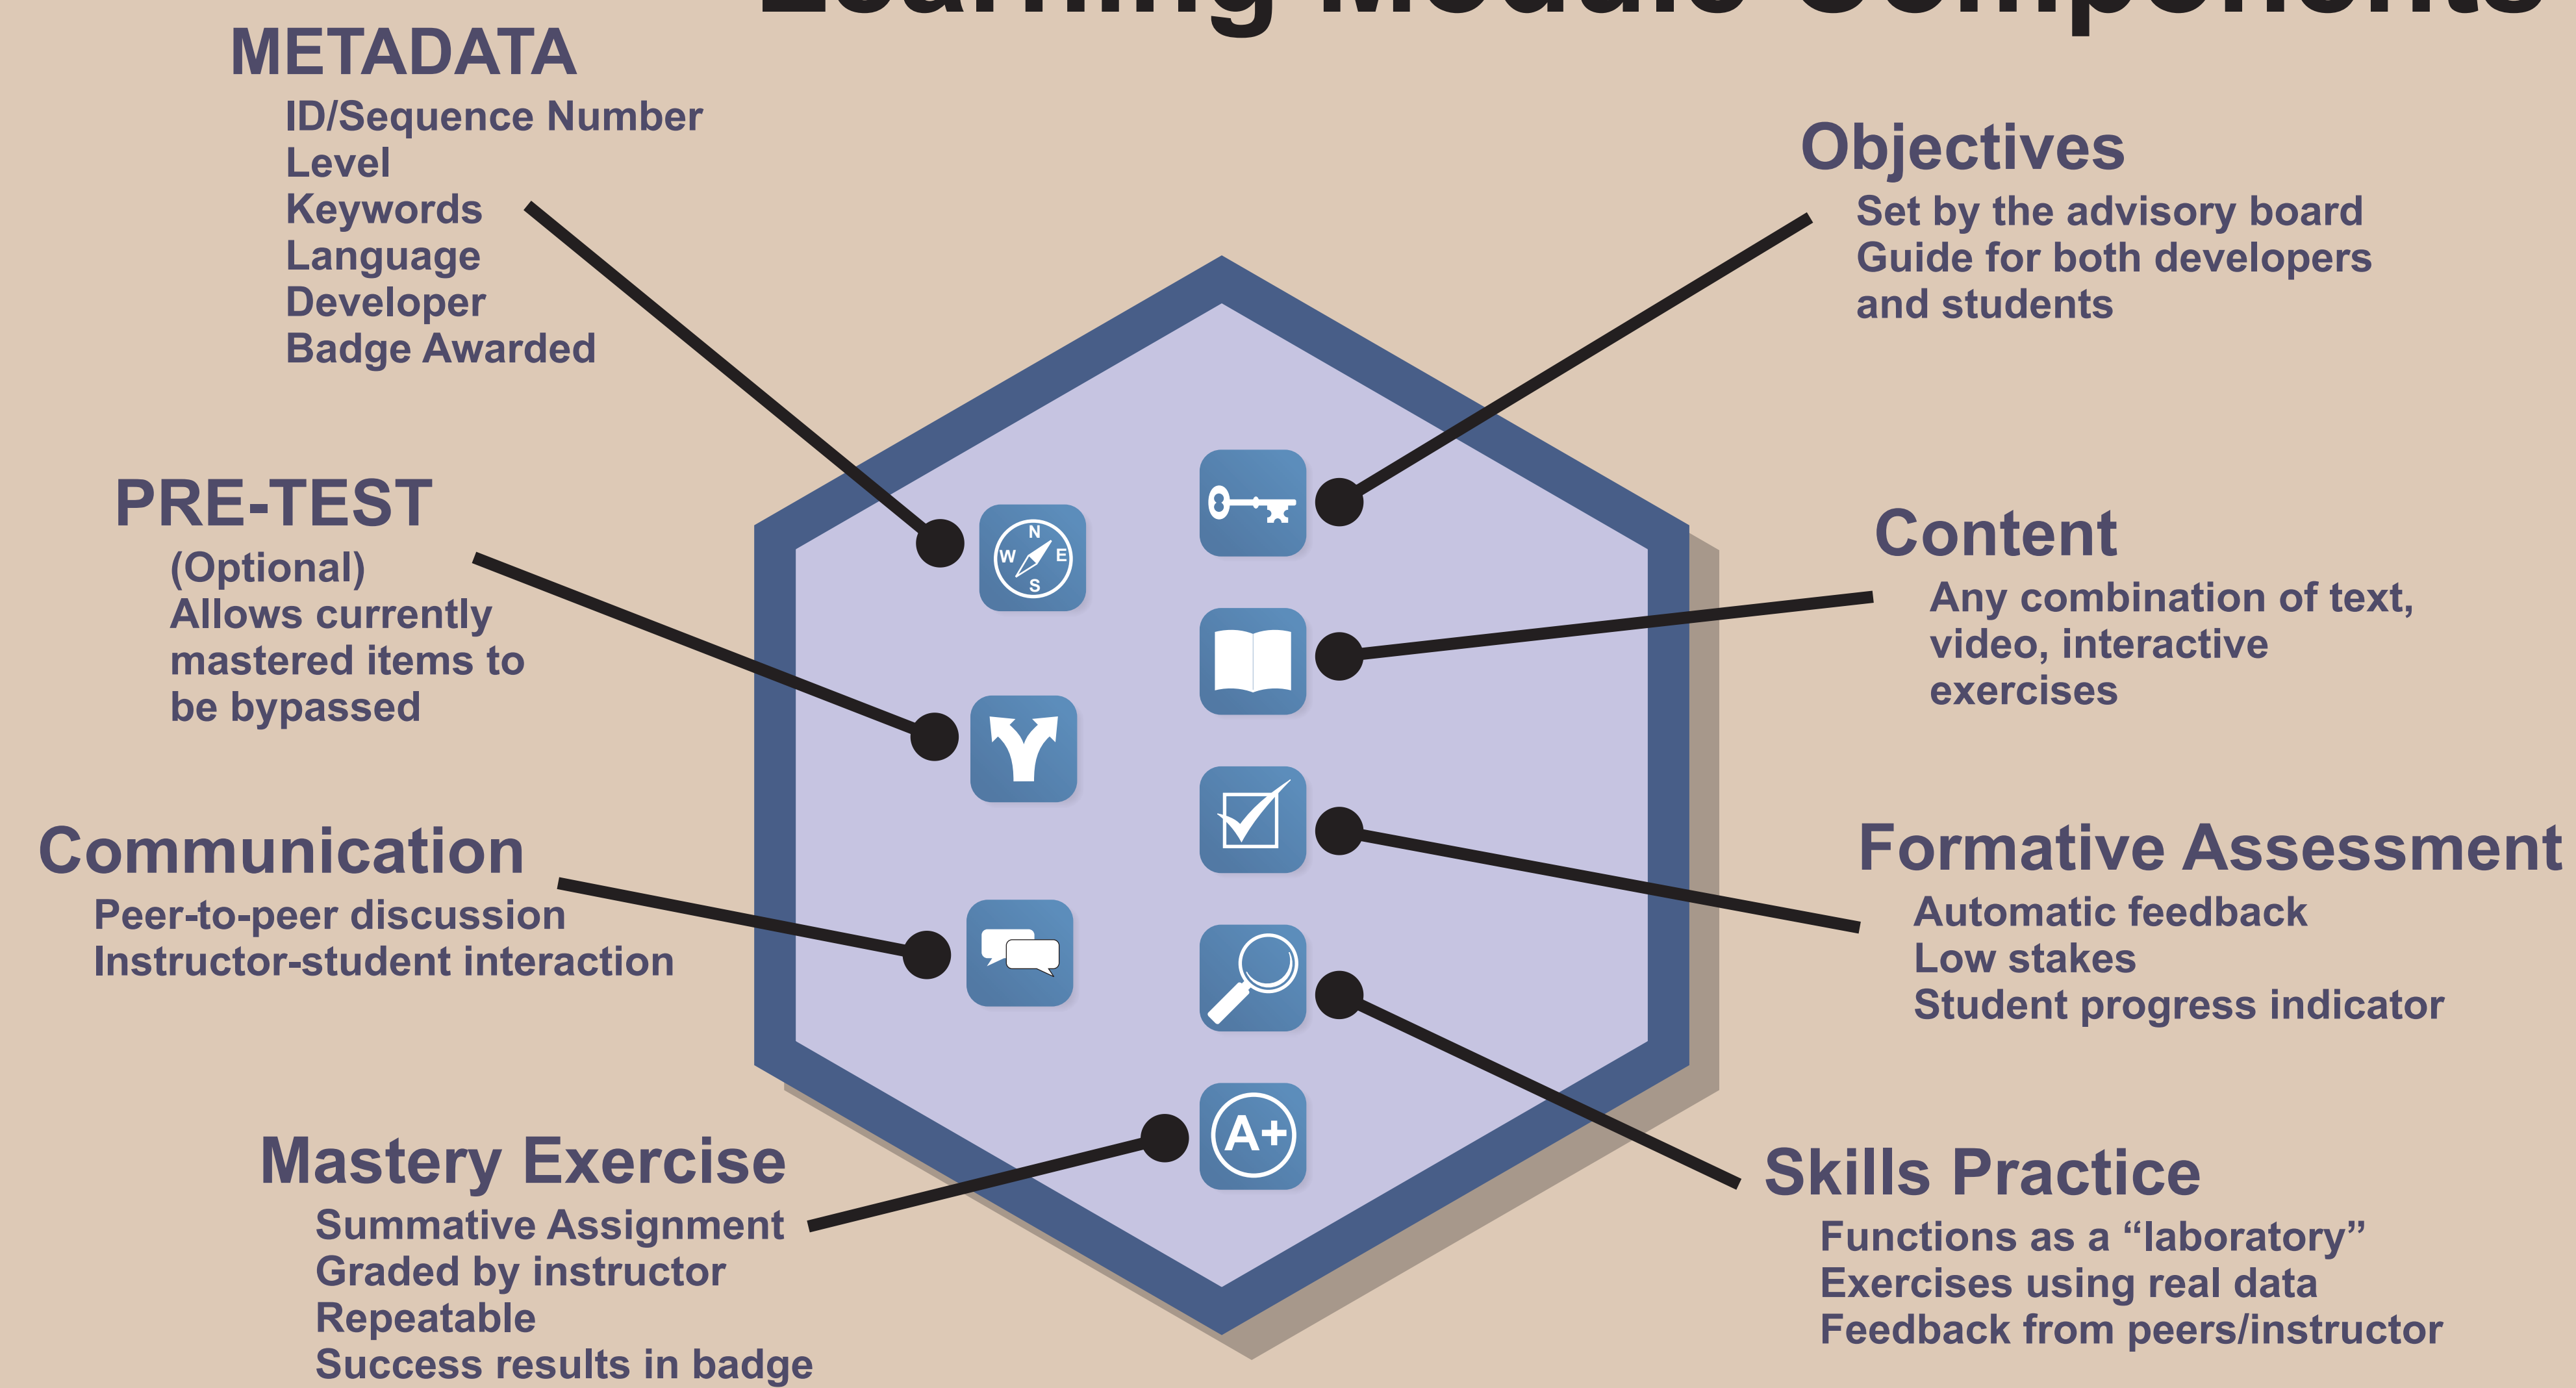 Learning Module Components
METADATA
ID/Sequence Number
Level
Keywords
Language
Developer
Badge Awarded
PRE-TEST
(Optional)
Allows currently
mastered items to
be bypassed
Communication
Peer-to-peer discussion
Instructor-student interaction
Mastery Exercise
Summative Assignment
Graded by instructor
Repeatable
Success results in badge
N
W E
S
A+
Objectives
Set by the advisory board
Guide for both developers
and students
Content
Any combination of text,
video, interactive
exercises
Formative Assessment
Automatic feedback
Low stakes
Student progress indicator
Skills Practice
Functions as a “laboratory”
Exercises using real data
Feedback from peers/instructor